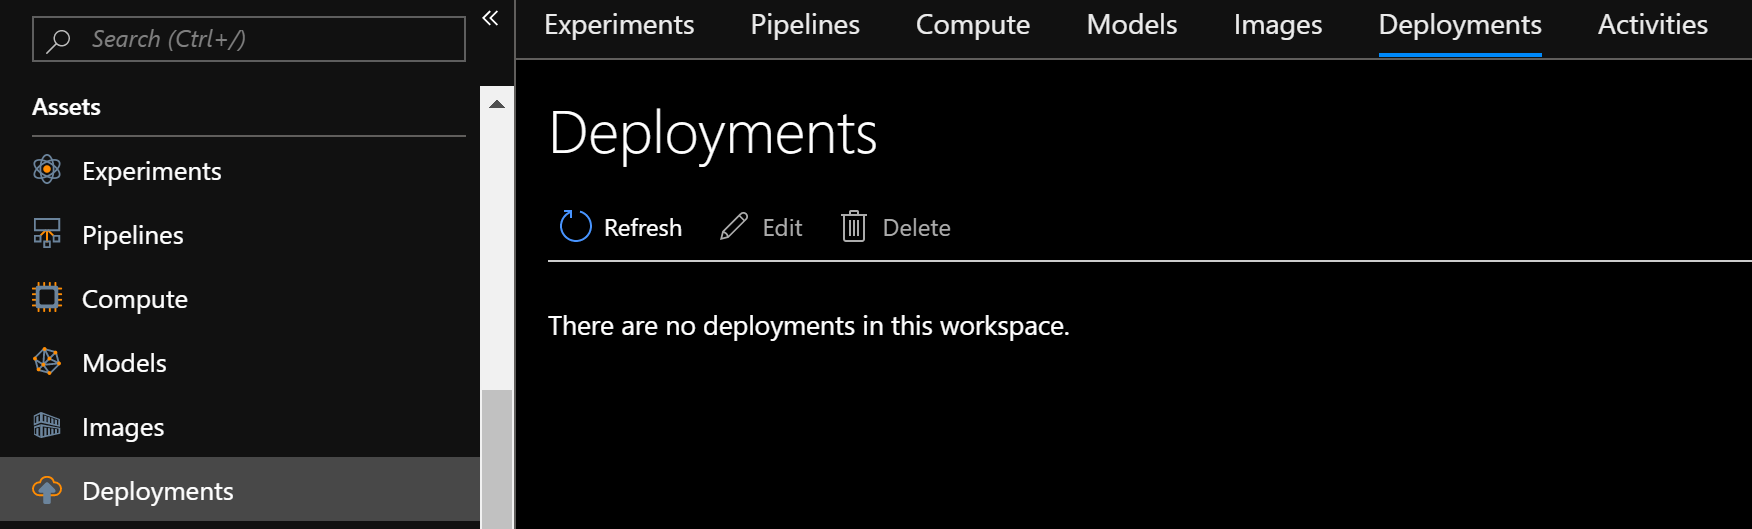 Search (Ctrl+/)
Assets
Experiments
Pipelines
Compute
Models
Images
Deployments
Experiments Pipelines Compute Models Images Deployments Activities
Deployments
Refresh Edit Delete
There are no deployments in this workspace.